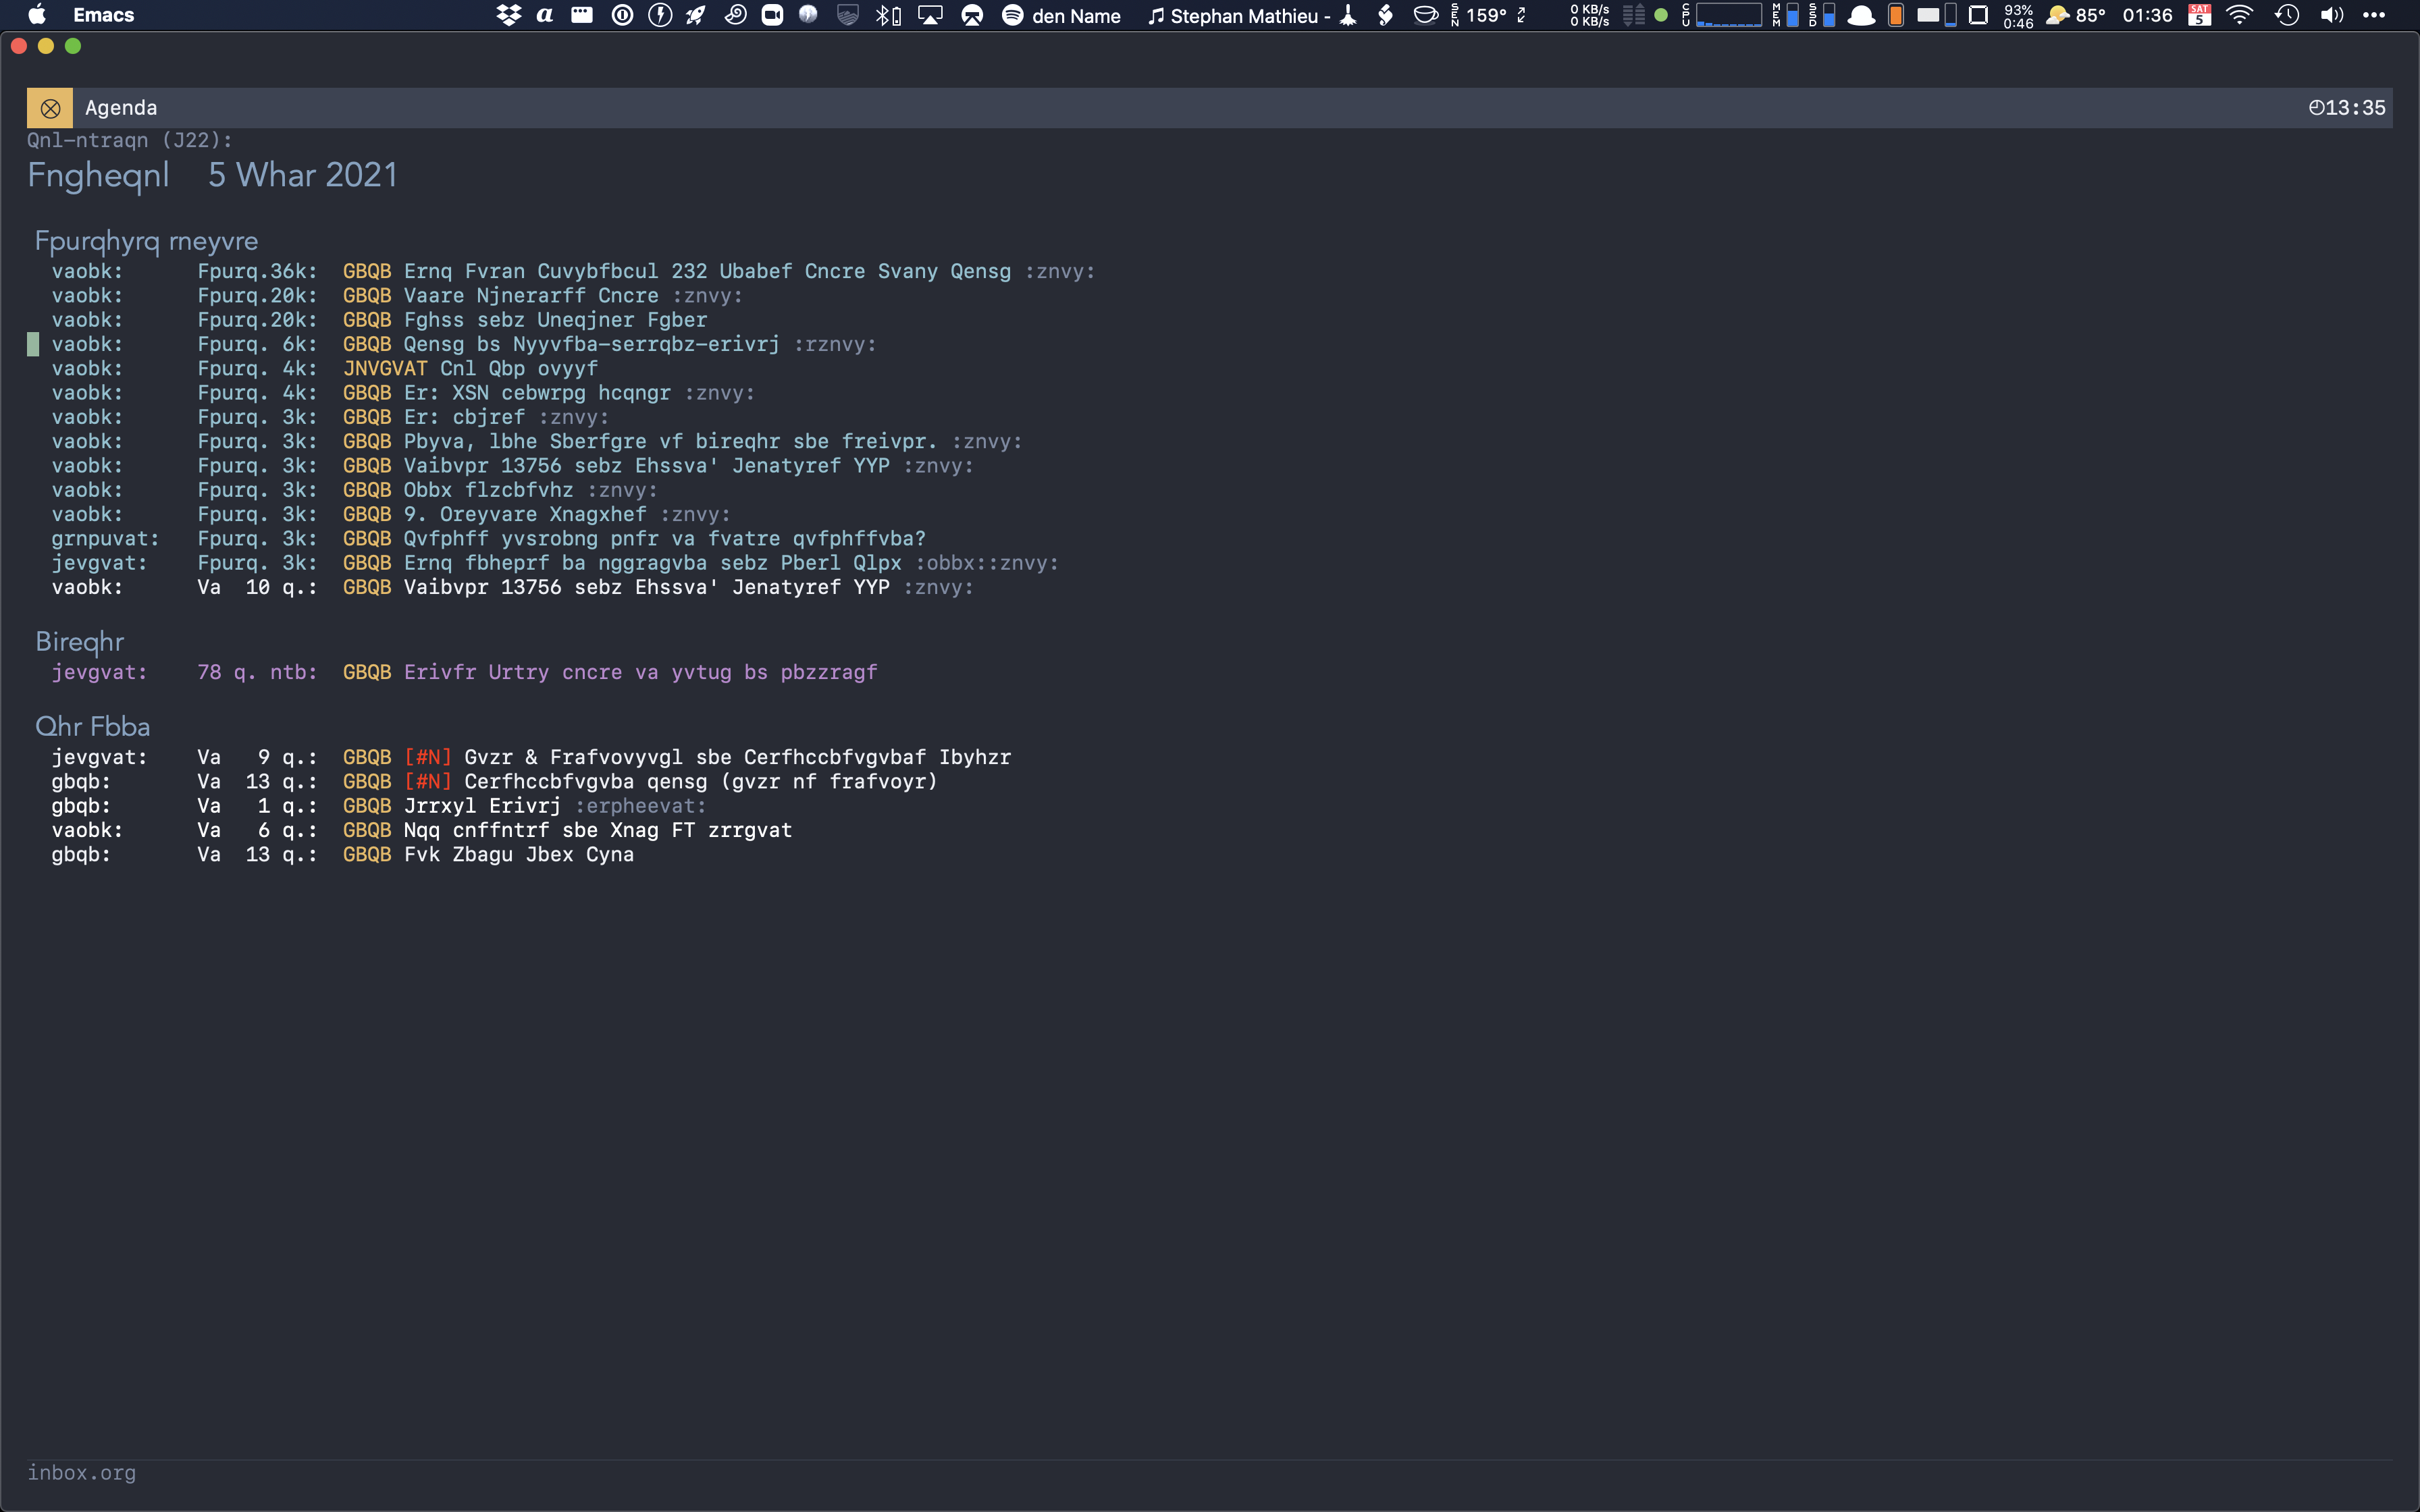 Emacs den Name ♫ Stephan Mathieu - SEN 159° 0 KB/s 0 KB/s CPU MEM SSD 93% 0:46 85° 01:36 SAT 5
Agenda 13:35
Qnl-ntraqn (J22):
Fngheqnl 5 Whar 2021
Fpurqhyrq rneyvre
vaobk: Fpurq.36k: GBQB Ernq Fvran Cuvybfbcul 232 Ubabef Cncre Svany Qensg :znvy:
vaobk: Fpurq.20k: GBQB Vaare Njnerarff Cncre :znvy:
vaobk: Fpurq.20k: GBQB Fghss sebz Uneqjner Fgber
vaobk: Fpurq. 6k: GBQB Qensg bs Nyyvfba-serrqbz-erivrj :rznvy:
vaobk: Fpurq. 4k: JNVGVAT Cnl Qbp ovyyf
vaobk: Fpurq. 4k: GBQB Er: XSN cebwrpg hcqngr :znvy:
vaobk: Fpurq. 3k: GBQB Er: cbjref :znvy:
vaobk: Fpurq. 3k: GBQB Pbyva, lbhe Sberfgre vf bireqhr sbe freivpr. :znvy:
vaobk: Fpurq. 3k: GBQB Vaibvpr 13756 sebz Ehssva' Jenatyref YYP :znvy:
vaobk: Fpurq. 3k: GBQB Obbx flzcbfvhz :znvy:
vaobk: Fpurq. 3k: GBQB 9. Oreyvare Xnagxhef :znvy:
grnpuvat: Fpurq. 3k: GBQB Qvfphff yvsrobng pnfr va fvatre qvfphffvba?
jevgvat: Fpurq. 3k: GBQB Ernq fbheprf ba nggragvba sebz Pberl Qlpx :obbx::znvy:
vaobk: Va 10 q.: GBQB Vaibvpr 13756 sebz Ehssva' Jenatyref YYP :znvy:
Bireqhr
jevgvat: 78 q. ntb: GBQB Erivfr Urtry cncre va yvtug bs pbzzragf
Qhr Fbba
jevgvat: Va 9 q.: GBQB [#N] Gvzr & Frafvovyvgl sbe Cerfhccbfvgvbaf Ibyhzr
gbqb: Va 13 q.: GBQB [#N] Cerfhccbfvgvba qensg (gvzr nf frafvoyr)
gbqb: Va 1 q.: GBQB Jrrxyl Erivrj :erpheevat:
vaobk: Va 6 q.: GBQB Nqq cnffntrf sbe Xnag FT zrrgvat
gbqb: Va 13 q.: GBQB Fvk Zbagu Jbex Cyna
inbox.org